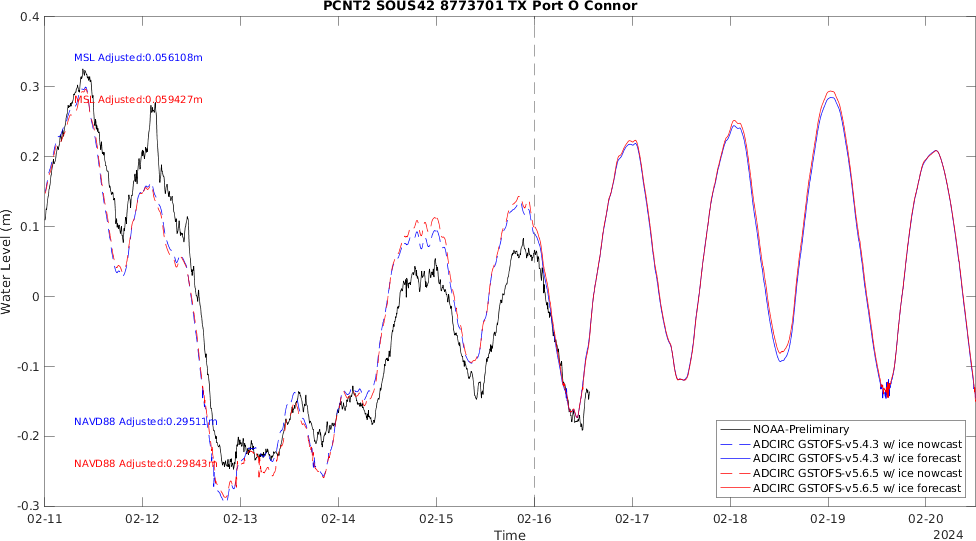 PCNT2 SOUS42 8773701 TX Port O Connor
0.4
0.3
0.2
0.1
0
-0.1
-0.2
-0.3
Water Level (m)
MSL Adjusted:0.056108m
MSL Adjusted:0.059427m
NAVD88 Adjusted:0.29511m
NAVD88 Adjusted:0.29843m
NOAA-Preliminary
ADCIRC GSTOFS-v5.4.3 w/ ice nowcast
ADCIRC GSTOFS-v5.4.3 w/ ice forecast
ADCIRC GSTOFS-v5.6.5 w/ ice nowcast
ADCIRC GSTOFS-v5.6.5 w/ ice forecast
02-11 02-12 02-13 02-14 02-15 02-16 02-17 02-18 02-19 02-20
Time
2024